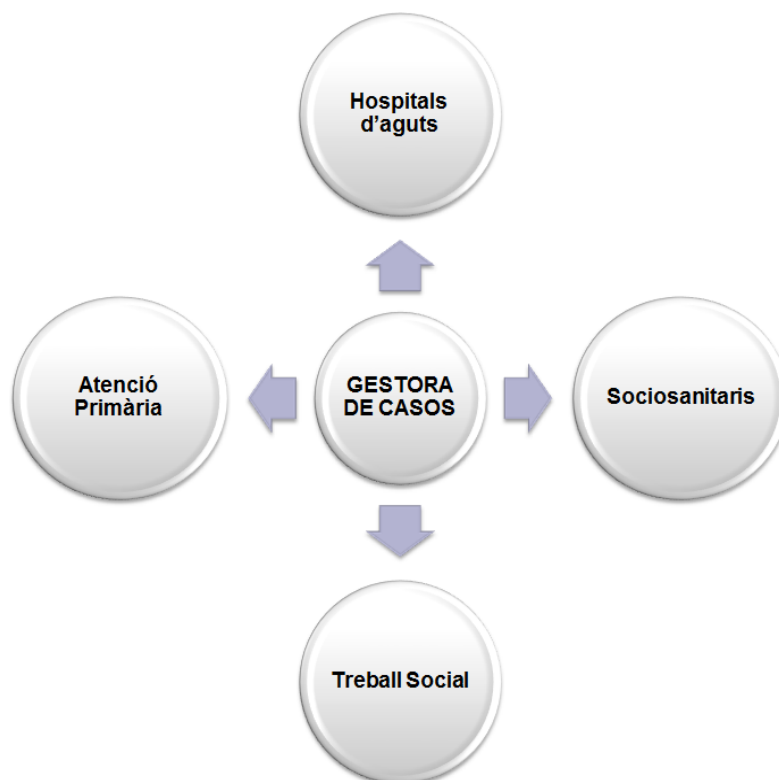 Hospitals
d’aguts
Atenció
Primària
GESTORA
DE CASOS
Sociosanitaris
Treball Social